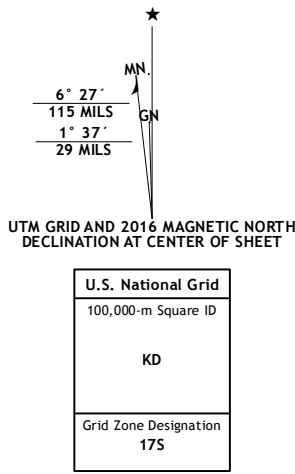 ★
MN.
6° 27´
115 MILS
GN
1° 37´
29 MILS
UTM GRID AND 2016 MAGNETIC NORTH
DECLINATION AT CENTER OF SHEET
U.S. National Grid
100,000-m Square ID
KD
Grid Zone Designation
17S